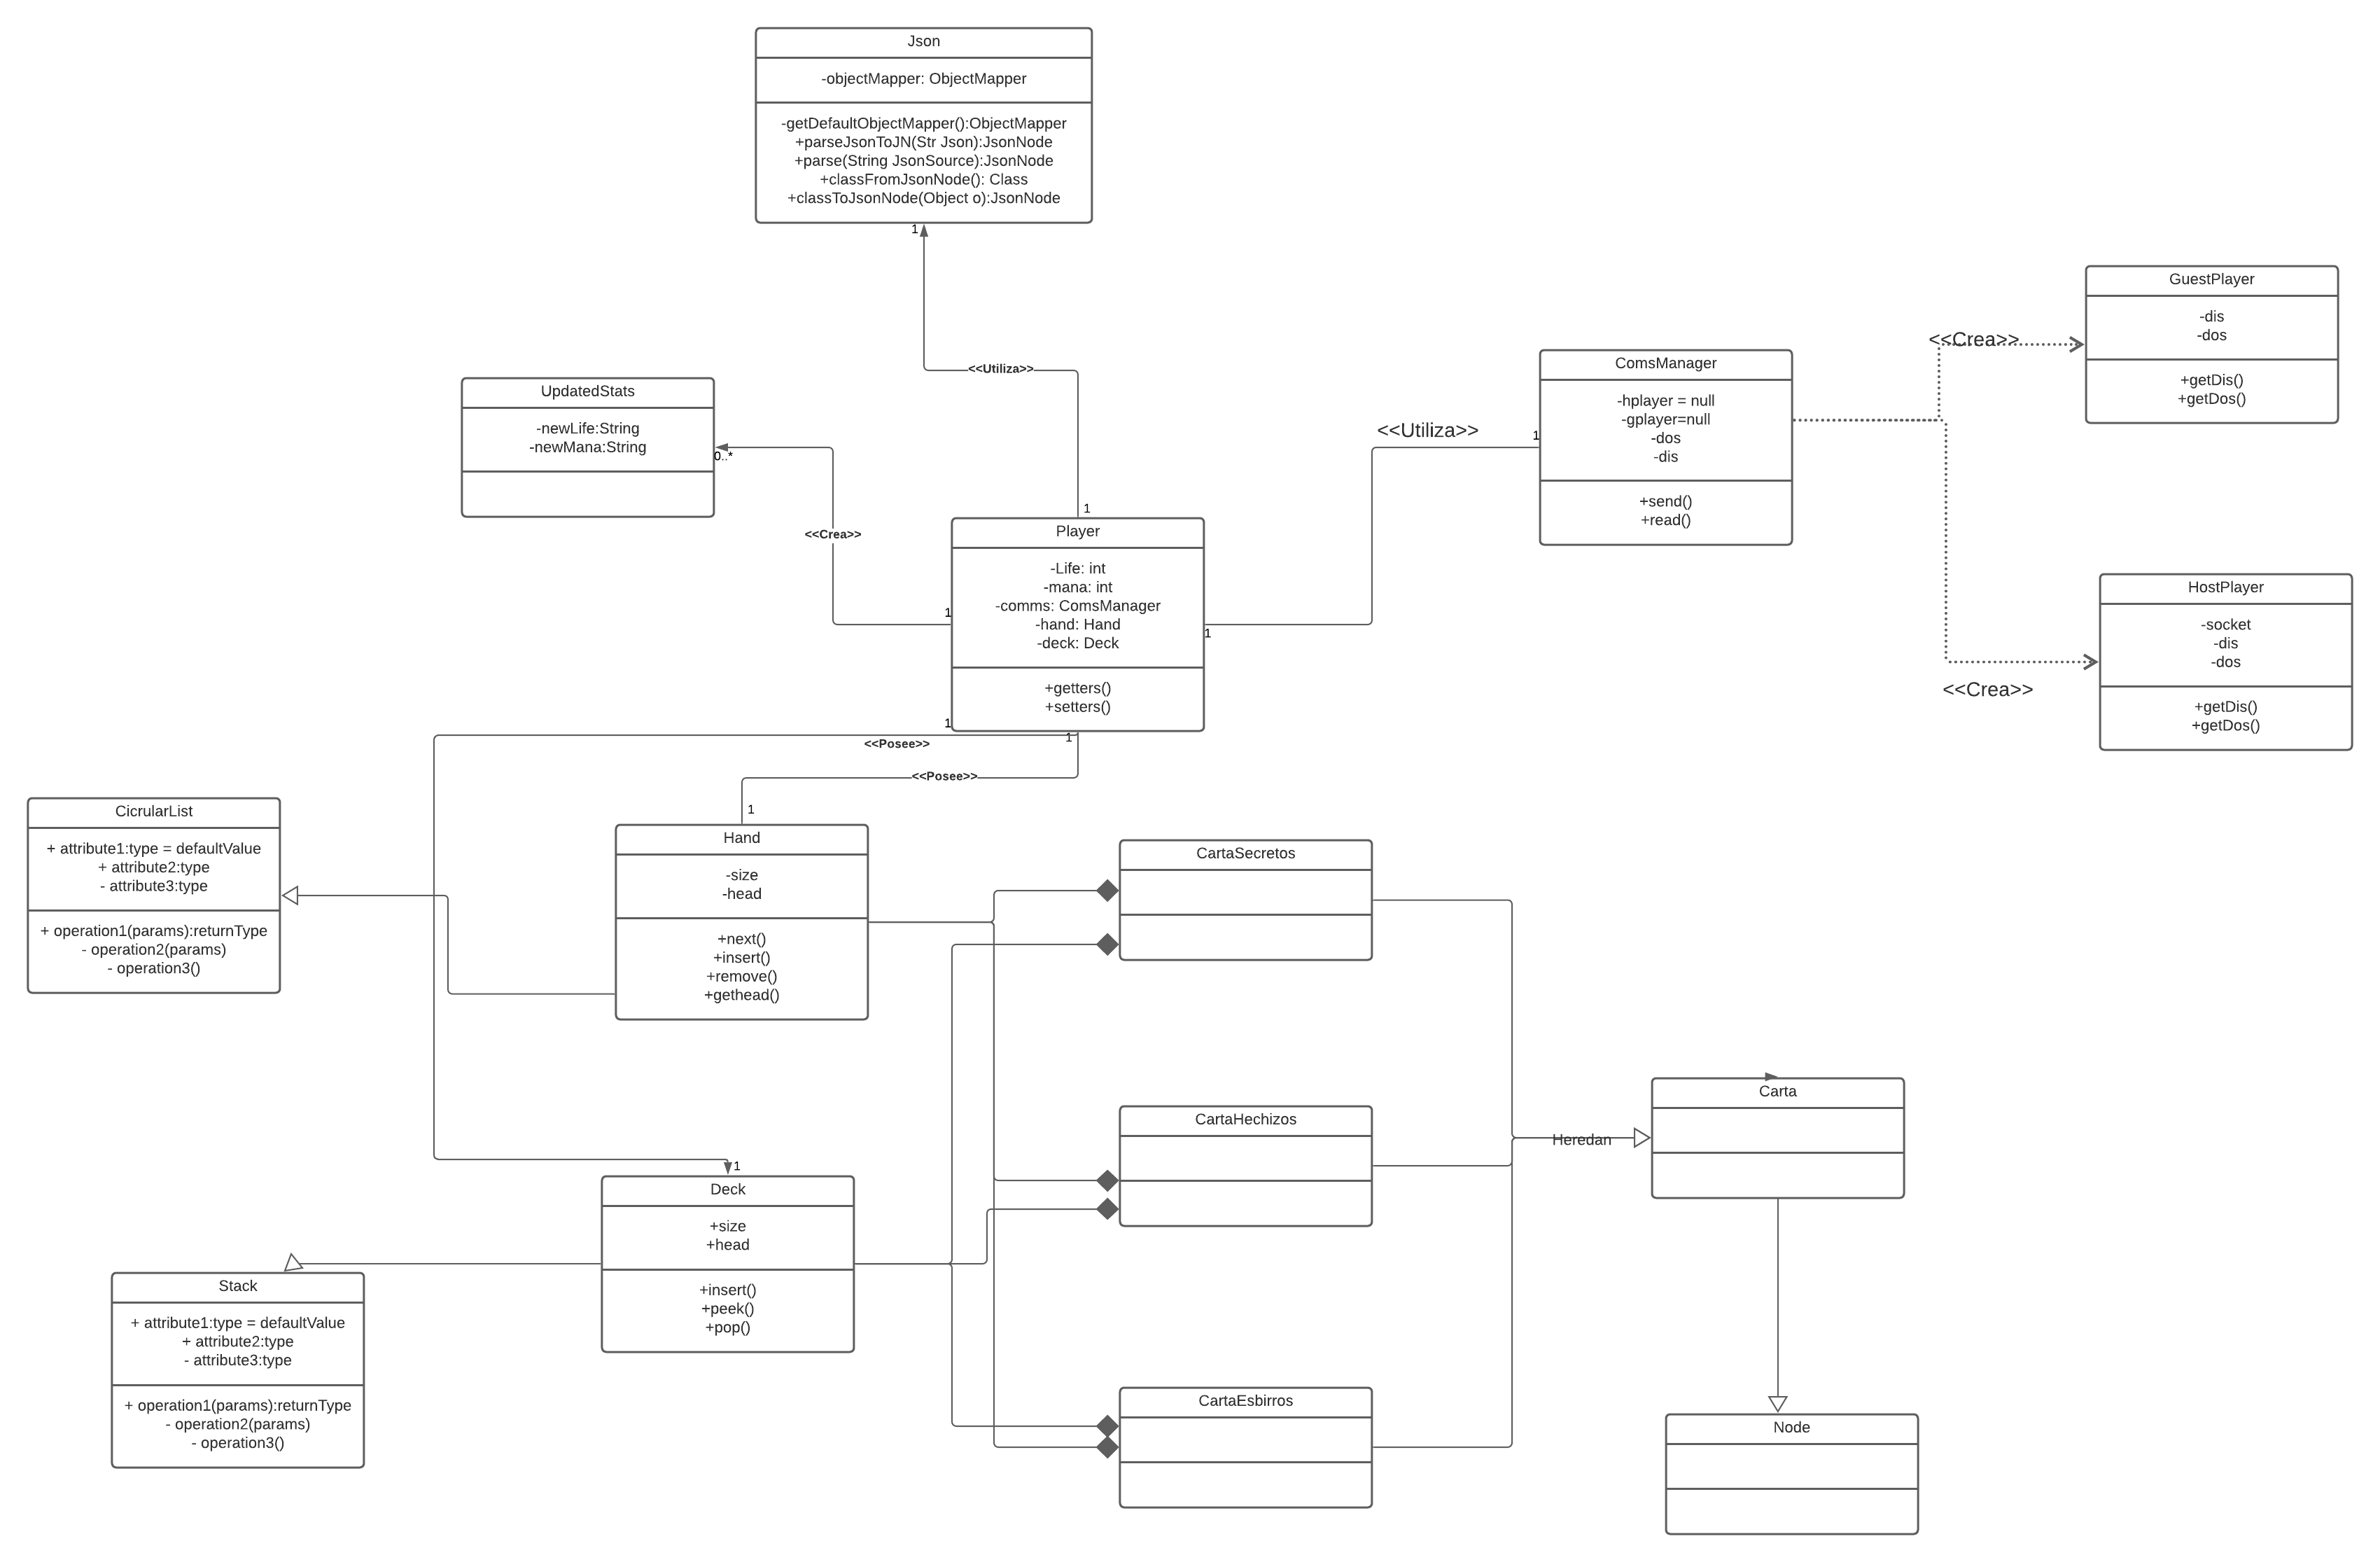 Json
-objectMapper: ObjectMapper
-getDefaultObjectMapper():ObjectMapper
+parseJsonToJN(Str Json):JsonNode
+parse(String JsonSource):JsonNode
+classFromJsonNode(): Class
+classToJsonNode(Object o):JsonNode
1
<<Utiliza>>
1
UpdatedStats
-newLife:String
-newMana:String
0..*
<<Crea>>
1
Player
-Life: int
-mana: int
-comms: ComsManager
-hand: Hand
-deck: Deck
+getters()
+setters()
1
<<Utiliza>>
1
ComsManager
-hplayer = null
-gplayer=null
-dos
-dis
+send()
+read()
<<Crea>>
GuestPlayer
-dis
-dos
+getDis()
+getDos()
<<Crea>>
HostPlayer
-socket
-dis
-dos
+getDis()
+getDos()
1
<<Posee>>
1
<<Posee>>
1
CicrularList
+ attribute1:type = defaultValue
+ attribute2:type
- attribute3:type
+ operation1(params):returnType
- operation2(params)
- operation3()
Hand
-size
-head
+next()
+insert()
+remove()
+gethead()
CartaSecretos
CartaHechizos
Heredan
Carta
1
Deck
+size
+head
+insert()
+peek()
+pop()
Stack
+ attribute1:type = defaultValue
+ attribute2:type
- attribute3:type
+ operation1(params):returnType
- operation2(params)
- operation3()
CartaEsbirros
Node